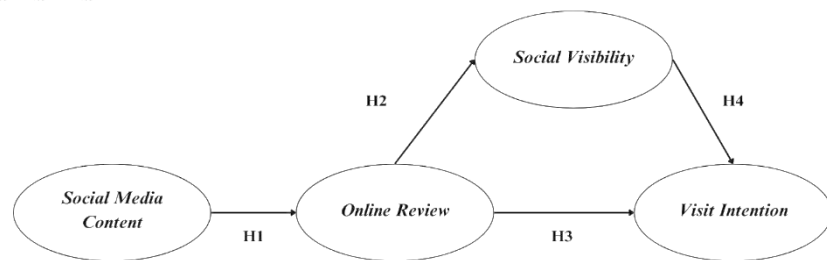 Social Visibility
H2
H4
Social Media
Content
Online Review
Visit Intention
H1
H3